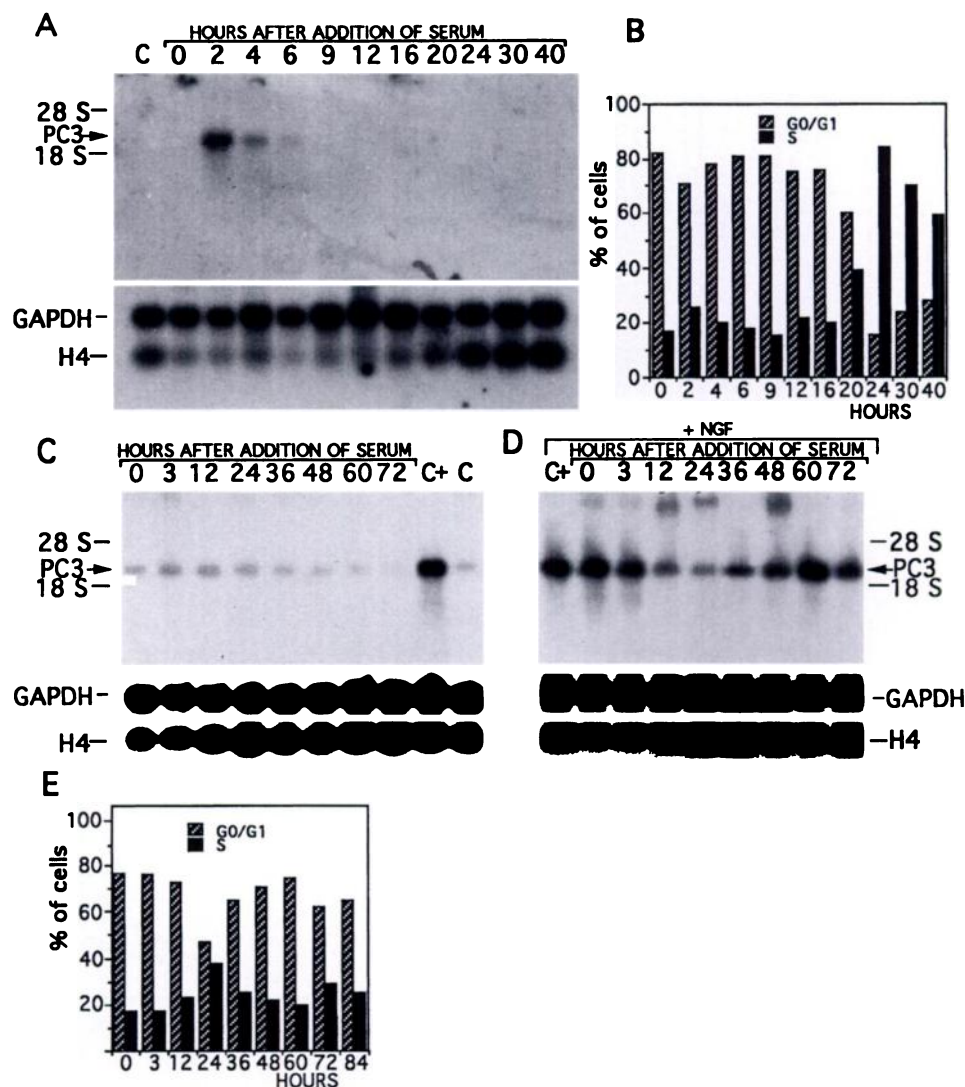 A
HOURS AFTER ADDITION OF SERUM
C 0 2 4 6 9 12 16 20 24 30 40
28 S
PC3
18 S
GAPDH
H4
B
100
80
60
40
20
0
G0/G1
S
% of cells
0 2 4 6 9 12 16 20 24 30 40
HOURS
C
HOURS AFTER ADDITION OF SERUM
0 3 12 24 36 48 60 72 C+ C
28 S
PC3
18 S
GAPDH
H4
D
+ NGF
HOURS AFTER ADDITION OF SERUM
C+ 0 3 12 24 36 48 60 72
28 S
PC3
18 S
GAPDH
H4
E
100
80
60
40
20
G0/G1
S
% of cells
0 3 12 24 36 48 60 72 84
HOURS